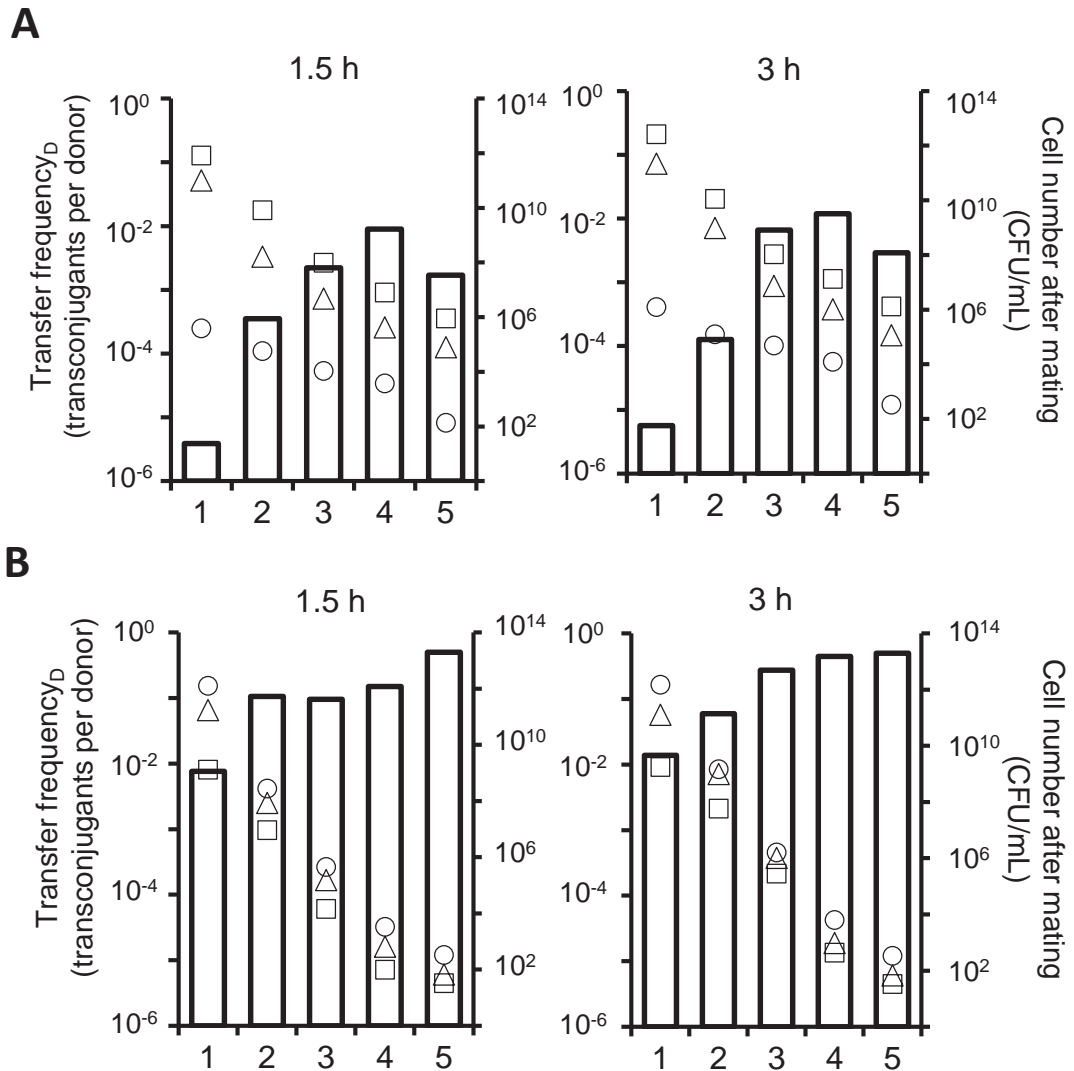 A
1.5 h
3 h
Transfer frequency_D
(transconjugants per donor)
10^0
10^-2
10^-4
10^-6
10^14
10^10
10^6
10^2
10^0
10^-2
10^-4
10^-6
10^14
10^10
10^6
10^2
Cell number after mating
(CFU/mL)
1 2 3 4 5
1 2 3 4 5
B
1.5 h
3 h
Transfer frequency_D
(transconjugants per donor)
10^0
10^-2
10^-4
10^-6
10^14
10^10
10^6
10^2
10^0
10^-2
10^-4
10^-6
10^14
10^10
10^6
10^2
Cell number after mating
(CFU/mL)
1 2 3 4 5
1 2 3 4 5